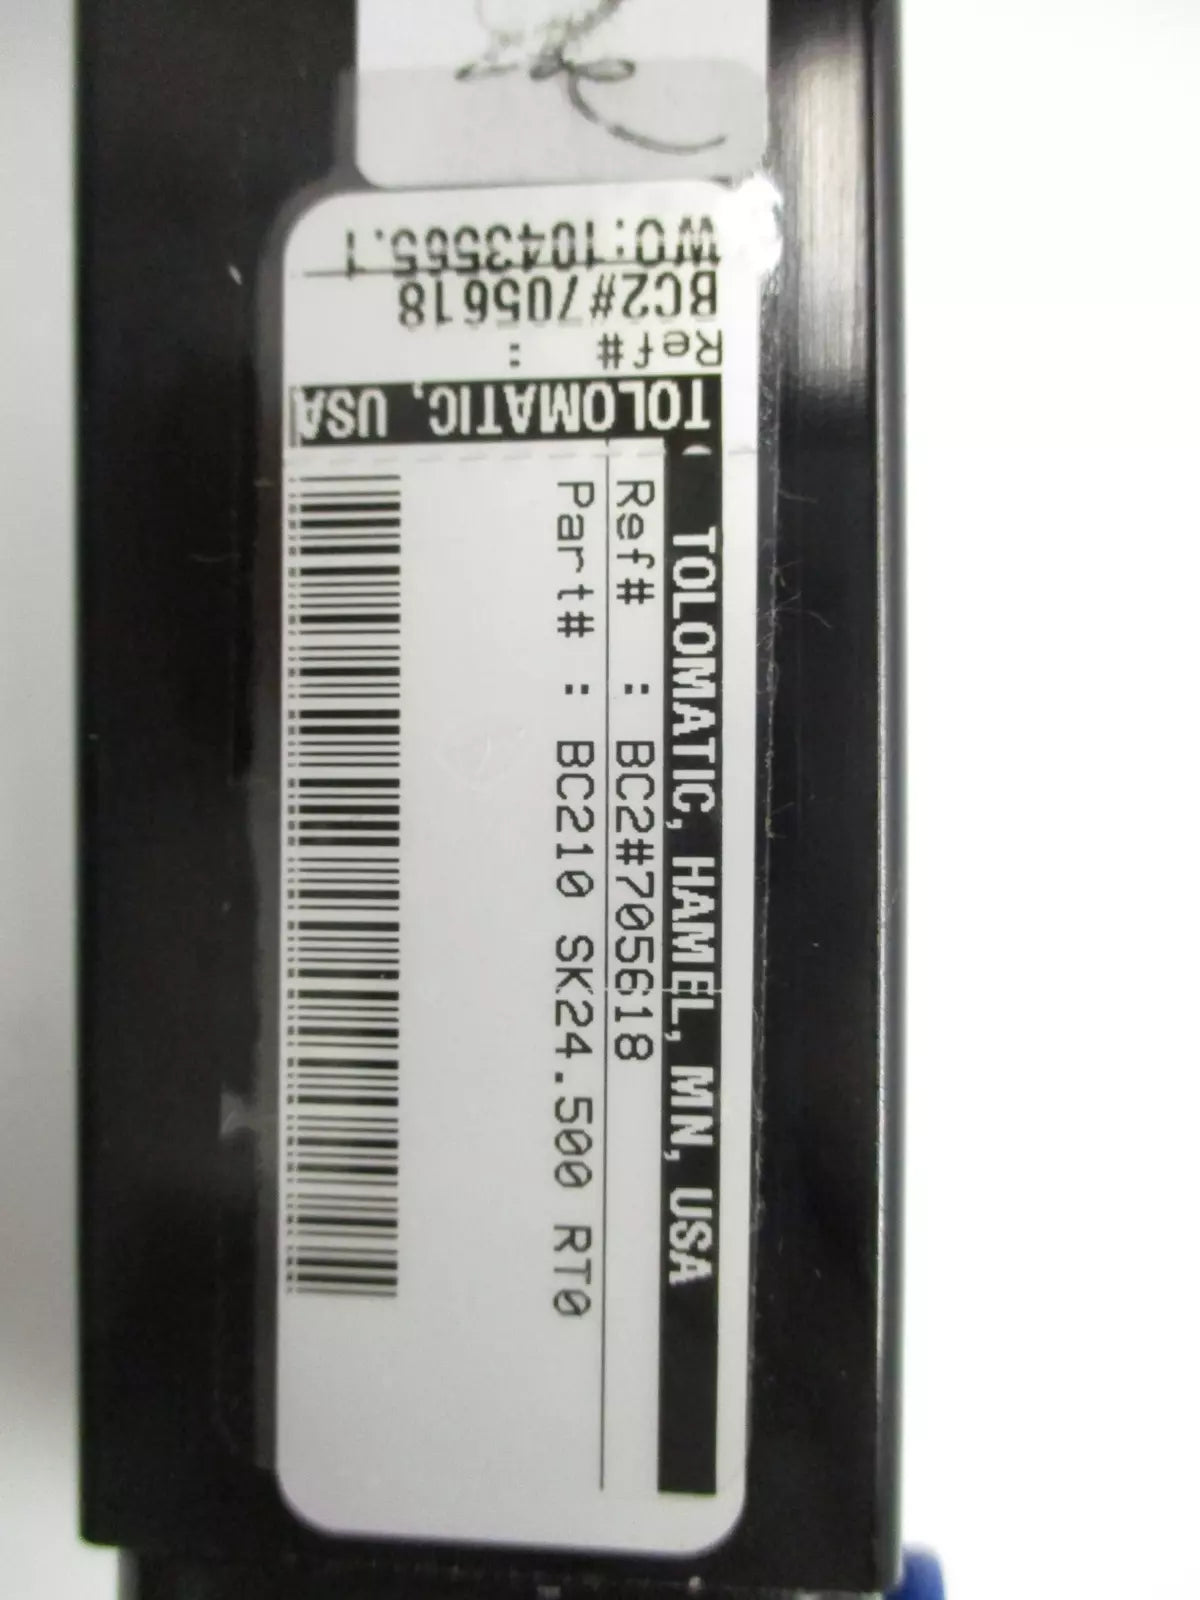 TOLOMATIC, HAMEL, MN, USA
Ref# : BC2#705618
Part# : BC210 SK24.500 RT0
TOLOMATIC, USA
Ref# :
BC2#705618
WO:1043565.1